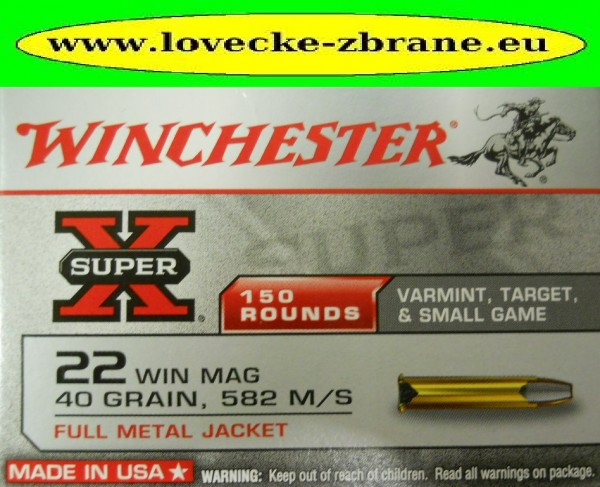 www.lovecke-zbrane.eu
WINCHESTER®
SUPER
X
SUPER
®
150
ROUNDS
VARMINT, TARGET,
& SMALL GAME
22 WIN MAG
40 GRAIN, 582 M/S
FULL METAL JACKET
MADE IN USA ★
WARNING: Keep out of reach of children. Read all warnings on package.